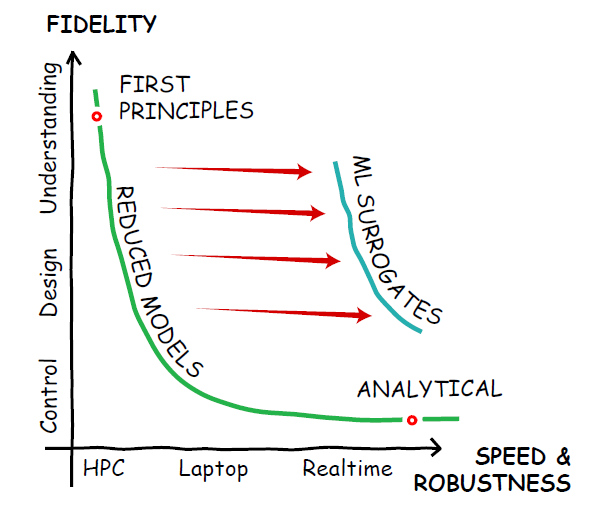 FIDELITY
Understanding
Design
Control
FIRST
PRINCIPLES
REDUCED MODELS
ML SURROGATES
ANALYTICAL
HPC
Laptop
Realtime
SPEED &
ROBUSTNESS